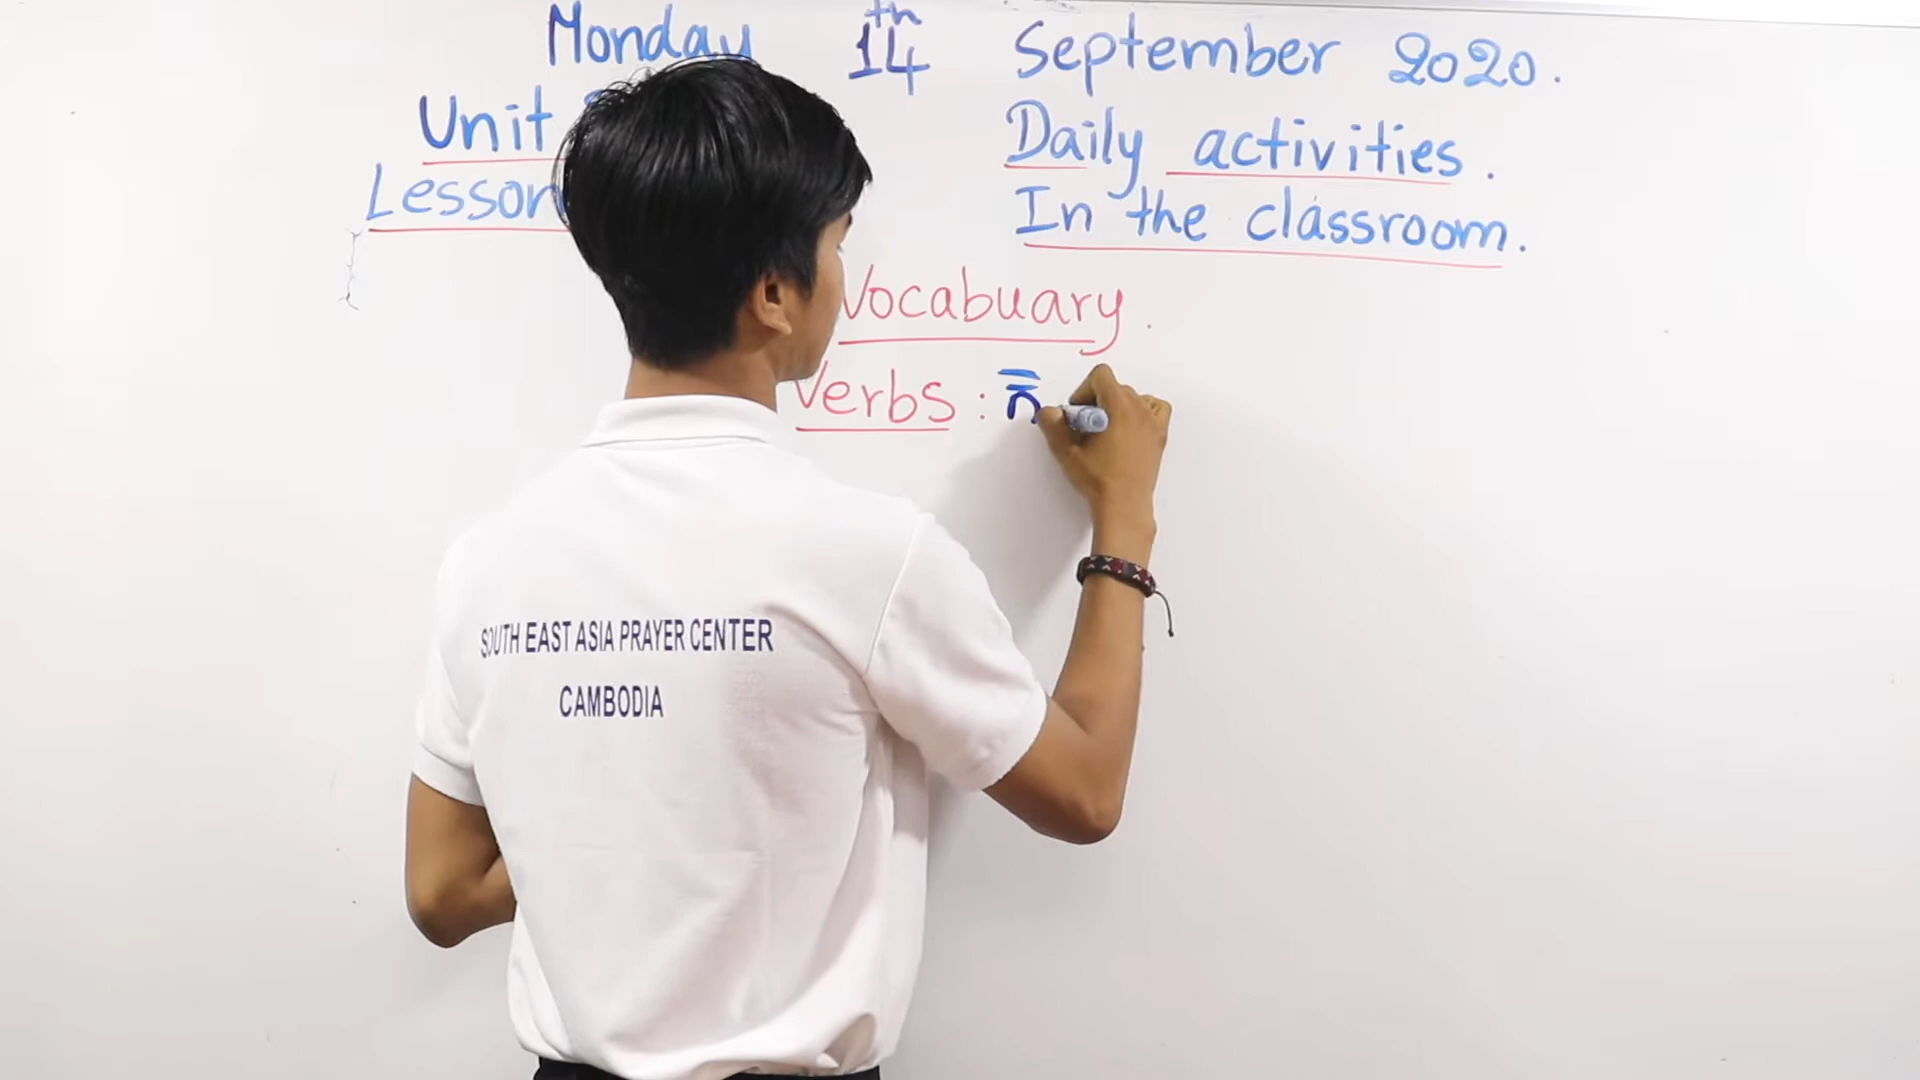 Monday 14th September 2020.
Unit Daily activities.
Lesson In the classroom.
Vocabuary.
Verbs :
SOUTH EAST ASIA PRAYER CENTER
CAMBODIA